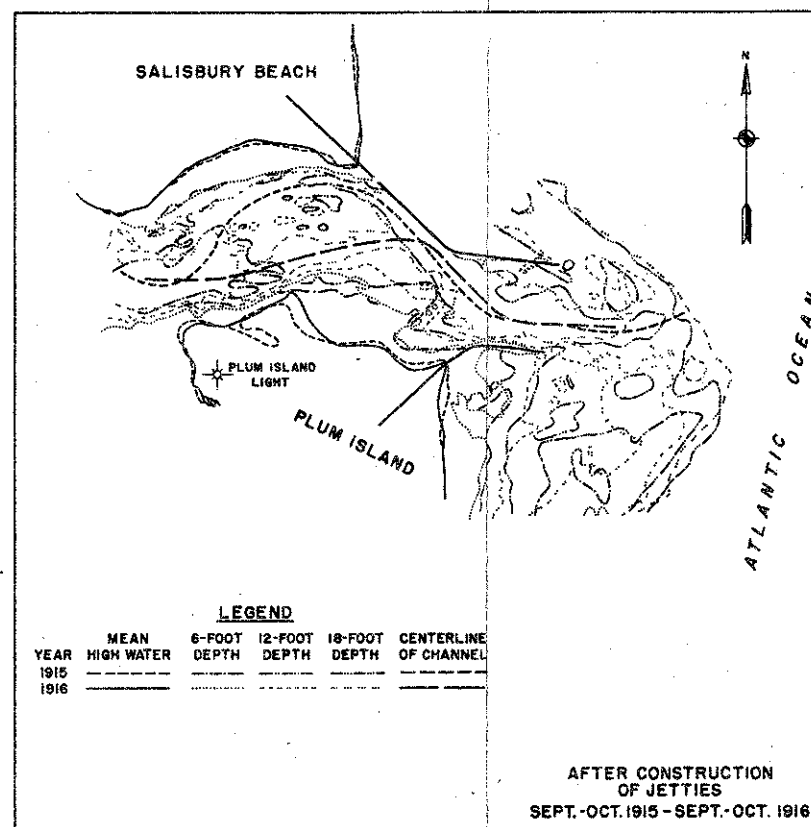 SALISBURY BEACH
N
ATLANTIC OCEAN
PLUM ISLAND
LIGHT
PLUM ISLAND
LEGEND
YEAR MEAN HIGH WATER 6-FOOT DEPTH 12-FOOT DEPTH 18-FOOT DEPTH CENTERLINE OF CHANNEL
1915
1916
AFTER CONSTRUCTION
OF JETTIES
SEPT.-OCT. 1915 - SEPT.-OCT. 1916